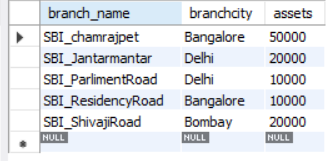 branch_name branchcity assets
SBI_chamrajpet Bangalore 50000
SBI_Jantarmantar Delhi 20000
SBI_ParlimentRoad Delhi 10000
SBI_ResidencyRoad Bangalore 10000
SBI_ShivajiRoad Bombay 20000
NULL NULL NULL